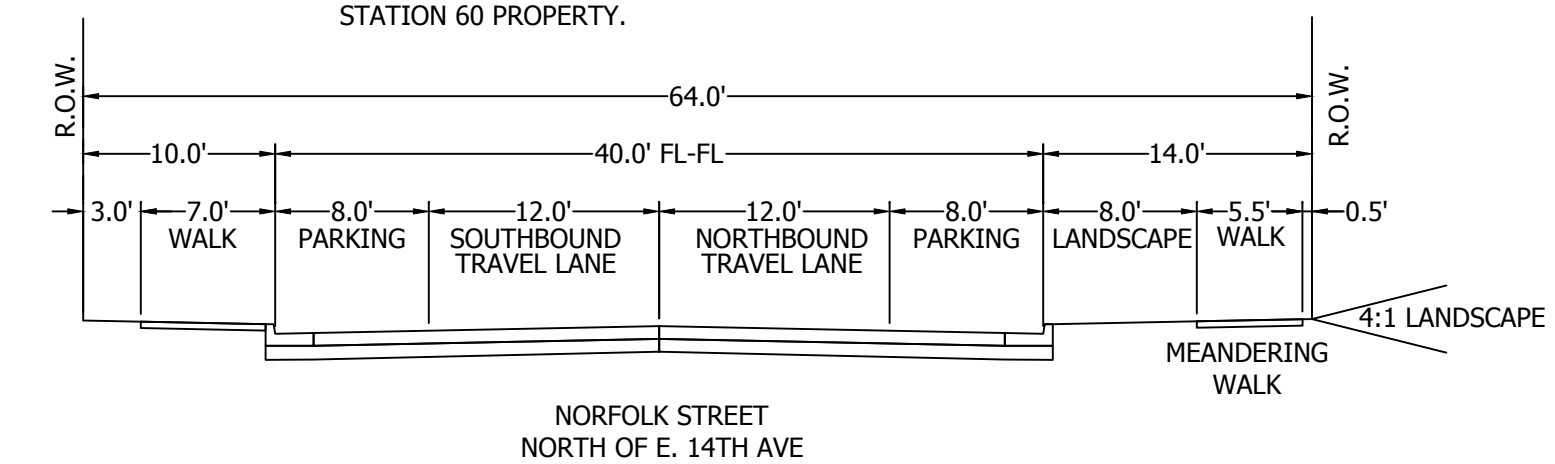 STATION 60 PROPERTY.
R.O.W.
R.O.W.
64.0'
10.0'
40.0' FL-FL
14.0'
3.0'
7.0'
8.0'
12.0'
12.0'
8.0'
8.0'
5.5'
0.5'
WALK
PARKING
SOUTHBOUND
TRAVEL LANE
NORTHBOUND
TRAVEL LANE
PARKING
LANDSCAPE
WALK
4:1 LANDSCAPE
MEANDERING
WALK
NORFOLK STREET
NORTH OF E. 14TH AVE